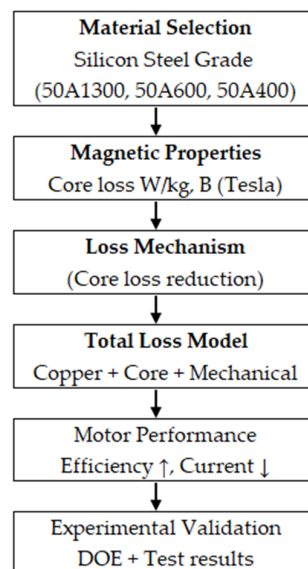 Material Selection
Silicon Steel Grade
(50A1300, 50A600, 50A400)
Magnetic Properties
Core loss W/kg, B (Tesla)
Loss Mechanism
(Core loss reduction)
Total Loss Model
Copper + Core + Mechanical
Motor Performance
Efficiency ↑, Current ↓
Experimental Validation
DOE + Test results